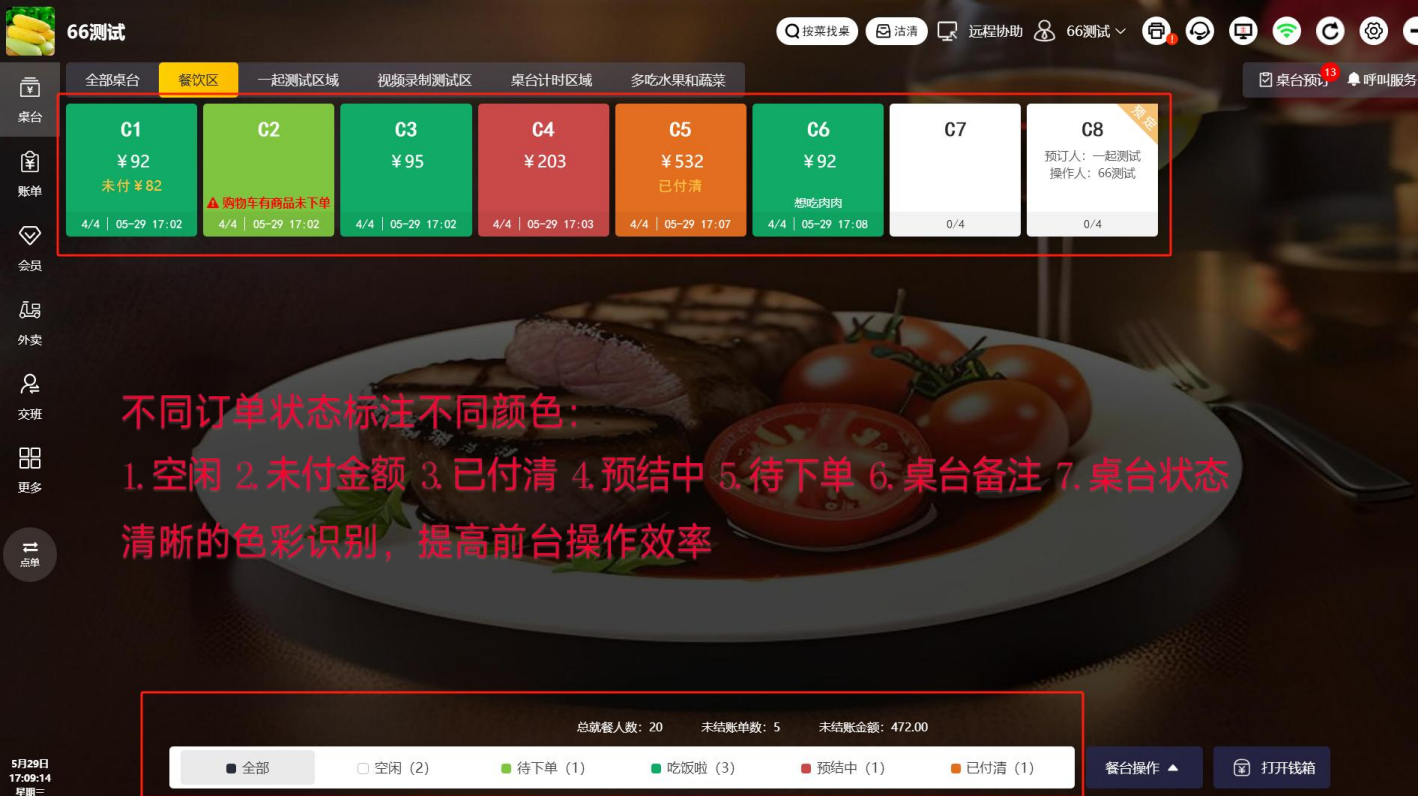 66测试
按菜找桌
沽清
远程协助
66测试
桌台
账单
会员
外卖
交班
更多
点单
5月29日
17:09:14
星期二
全部桌台
餐饮区
一起测试区域
视频录制测试区
桌台计时区域
多吃水果和蔬菜
桌台预订
13
呼叫服务
C1
¥92
未付¥82
4/4 | 05-29 17:02
C2
购物车有商品未下单
4/4 | 05-29 17:02
C3
¥95
4/4 | 05-29 17:02
C4
¥203
4/4 | 05-29 17:03
C5
¥532
已付清
4/4 | 05-29 17:07
C6
¥92
想吃肉肉
4/4 | 05-29 17:08
C7
0/4
C8
预定
预订人：一起测试
操作人：66测试
0/4
不同订单状态标注不同颜色：
1.空闲 2.未付金额 3.已付清 4.预结中 5.待下单 6.桌台备注 7.桌台状态
清晰的色彩识别，提高前台操作效率
总就餐人数：20 未结账单数：5 未结账金额：472.00
全部
空闲（2）
待下单（1）
吃饭啦（3）
预结中（1）
已付清（1）
餐台操作
打开钱箱